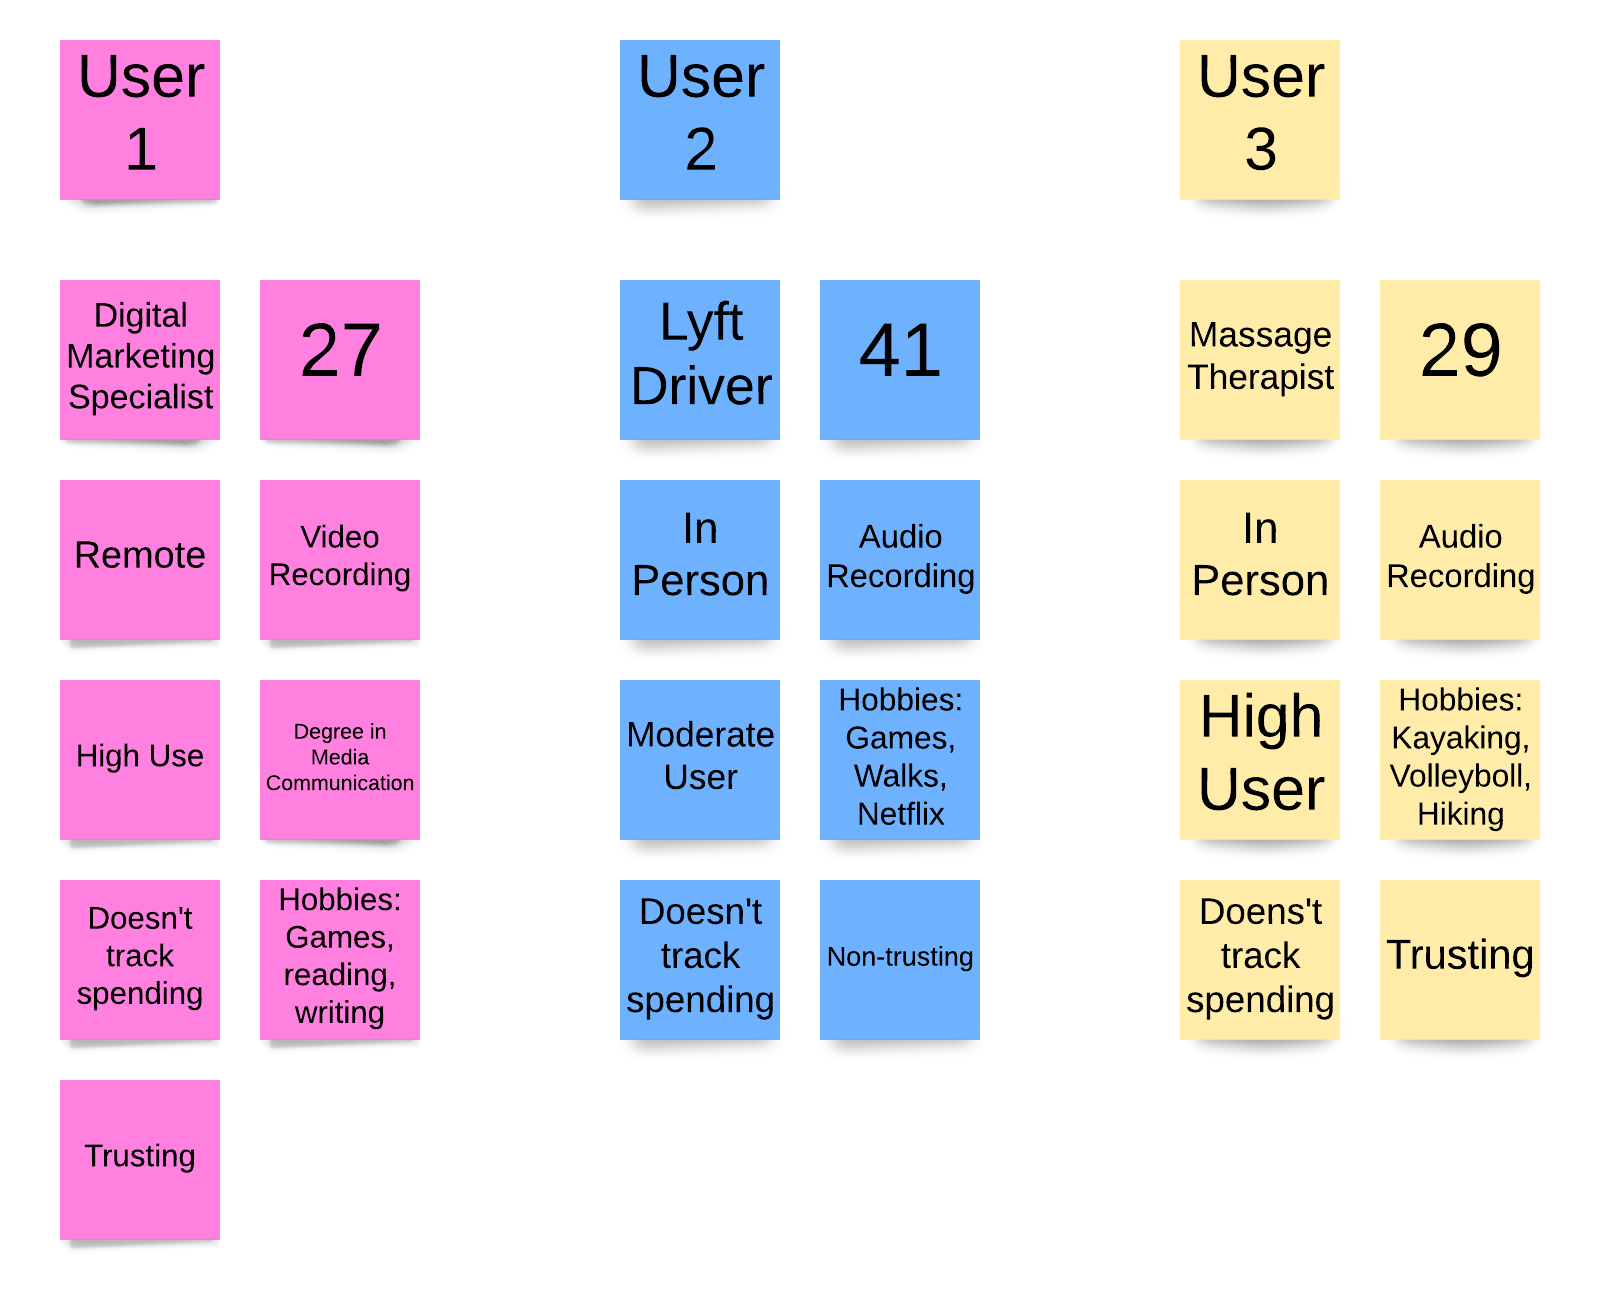 User
1
Digital
Marketing
Specialist
27
Remote
Video
Recording
High Use
Degree in
Media
Communication
Doesn't
track
spending
Hobbies:
Games,
reading,
writing
Trusting
User
2
Lyft
Driver
41
In
Person
Audio
Recording
Moderate
User
Hobbies:
Games,
Walks,
Netflix
Doesn't
track
spending
Non-trusting
User
3
Massage
Therapist
29
In
Person
Audio
Recording
High
User
Hobbies:
Kayaking,
Volleyboll,
Hiking
Doens't
track
spending
Trusting